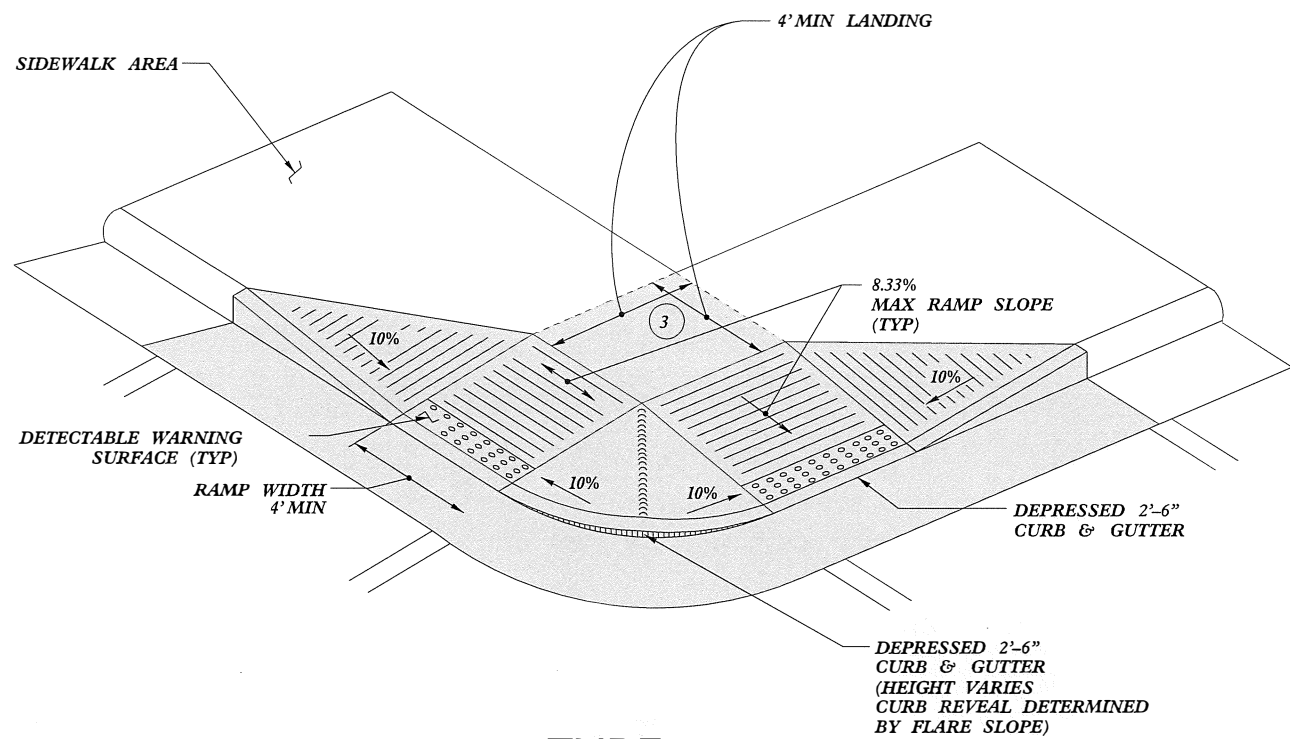 4' MIN LANDING
SIDEWALK AREA
8.33%
MAX RAMP SLOPE
(TYP)
3
10%
10%
DETECTABLE WARNING
SURFACE (TYP)
RAMP WIDTH
4' MIN
10%
10%
DEPRESSED 2'–6"
CURB & GUTTER
DEPRESSED 2'–6"
CURB & GUTTER
(HEIGHT VARIES
CURB REVEAL DETERMINED
BY FLARE SLOPE)